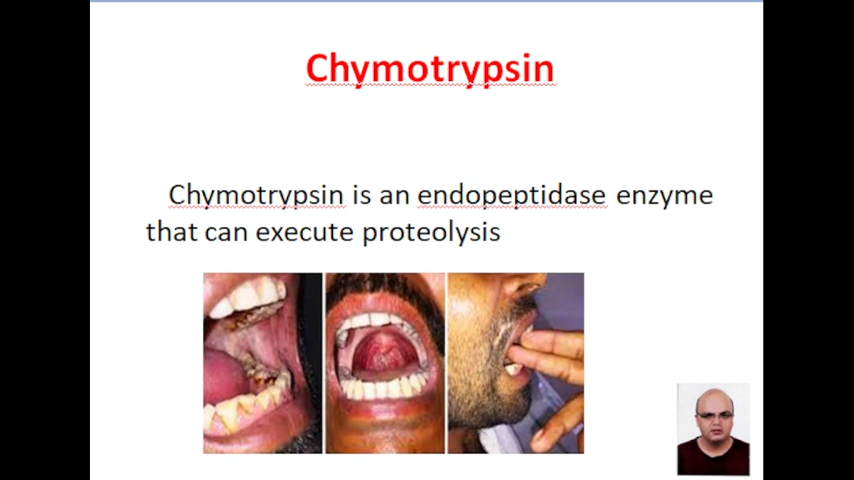 Chymotrypsin
Chymotrypsin is an endopeptidase enzyme
that can execute proteolysis